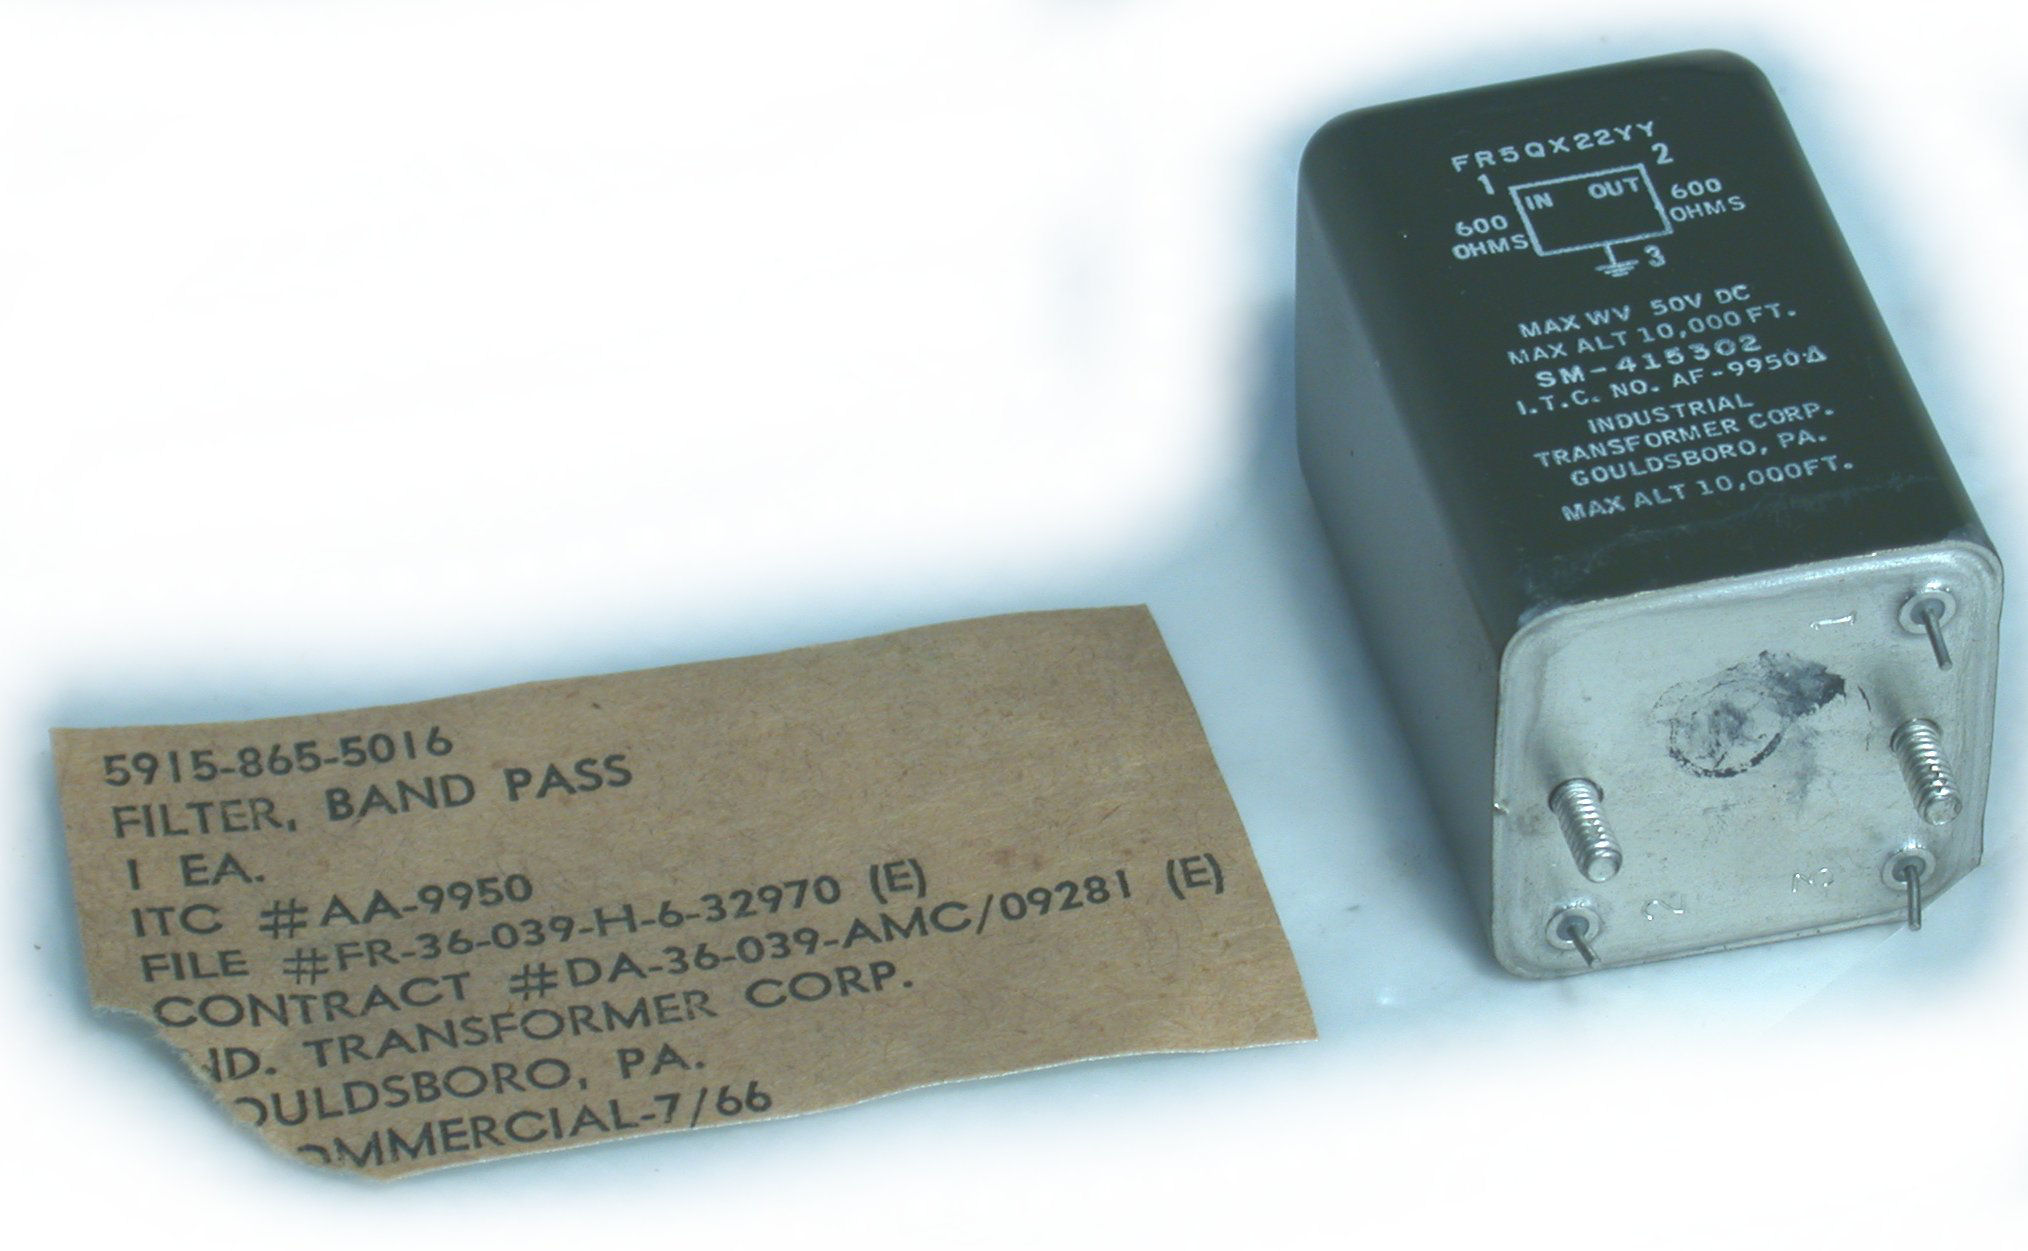 5915-865-5016
FILTER, BAND PASS
1 EA.
ITC #AA-9950
FILE #FR-36-039-H-6-32970 (E)
CONTRACT #DA-36-039-AMC/09281 (E)
ND. TRANSFORMER CORP.
OULDSBORO, PA.
OMMERCIAL-7/66
FR5QX22YY
1 2
IN OUT
600 OHMS
600 OHMS
3
MAX WV 50V DC
MAX ALT 10,000 FT.
SM-415302
I.T.C. NO. AF-9950-Δ
INDUSTRIAL
TRANSFORMER CORP.
GOULDSBORO, PA.
MAX ALT 10,000FT.
1
2
3